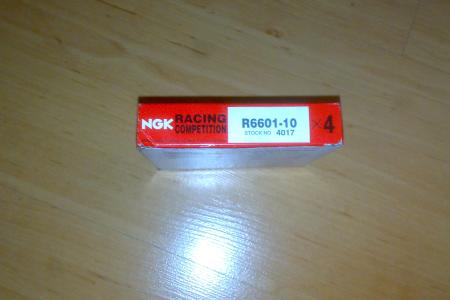 NGK RACING COMPETITION R6601-10 ×4
STOCK NO 4017